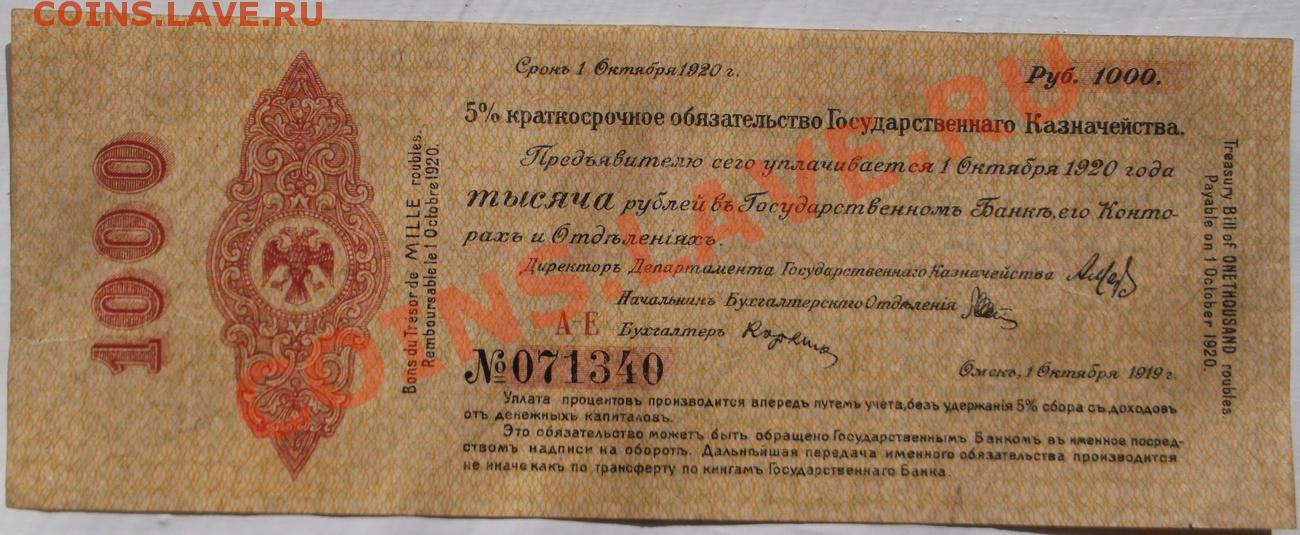 COINS.LAVE.RU
Срокъ 1 Октября 1920 г.
Руб. 1000.
5% краткосрочное обязательство Государственнаго Казначейства.
Предъявителю сего уплачивается 1 Октября 1920 года
тысяча рублей въ Государственномъ Банкѣ, его Конто-
рахъ и Отдѣленіяхъ.
Директоръ Департамента Государственнаго Казначейства
Начальникъ Бухгалтерскаго Отдѣленія
А-Е
Бухгалтеръ
№ 071340
Омскъ, 1 Октября 1919 г.
Уплата процентовъ производится впередъ путемъ учета, безъ удержанія 5% сбора съ доходовъ
отъ денежныхъ капиталовъ.
Это обязательство можетъ быть обращено Государственнымъ Банкомъ въ именное посред-
ствомъ надписи на оборотѣ. Дальнѣйшая передача именного обязательства производится
не иначе какъ по трансферту по книгамъ Государственнаго Банка.
1000
Bons du Tresor de MILLE roubles.
Remboursable le 1 Octobre 1920.
Treasury Bill of ONE THOUSAND roubles
Payable on 1 October 1920.
COINS.LAVE.RU